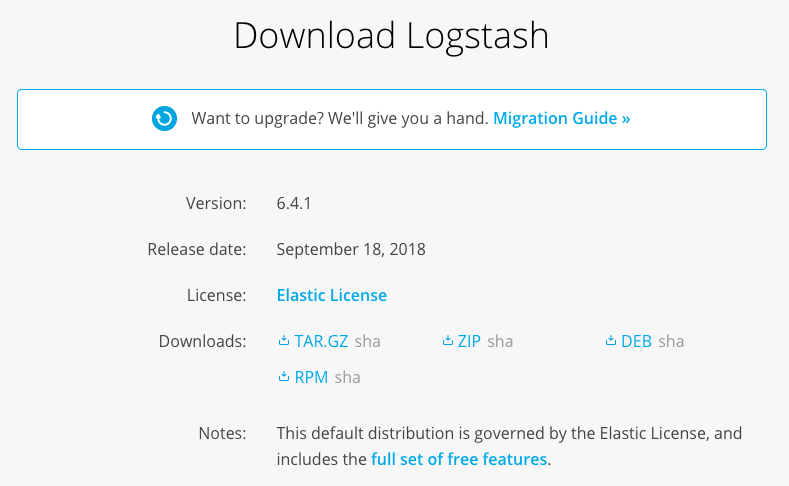 Download Logstash
Want to upgrade? We'll give you a hand. Migration Guide »
Version: 6.4.1
Release date: September 18, 2018
License: Elastic License
Downloads: TAR.GZ sha ZIP sha DEB sha
RPM sha
Notes: This default distribution is governed by the Elastic License, and
includes the full set of free features.